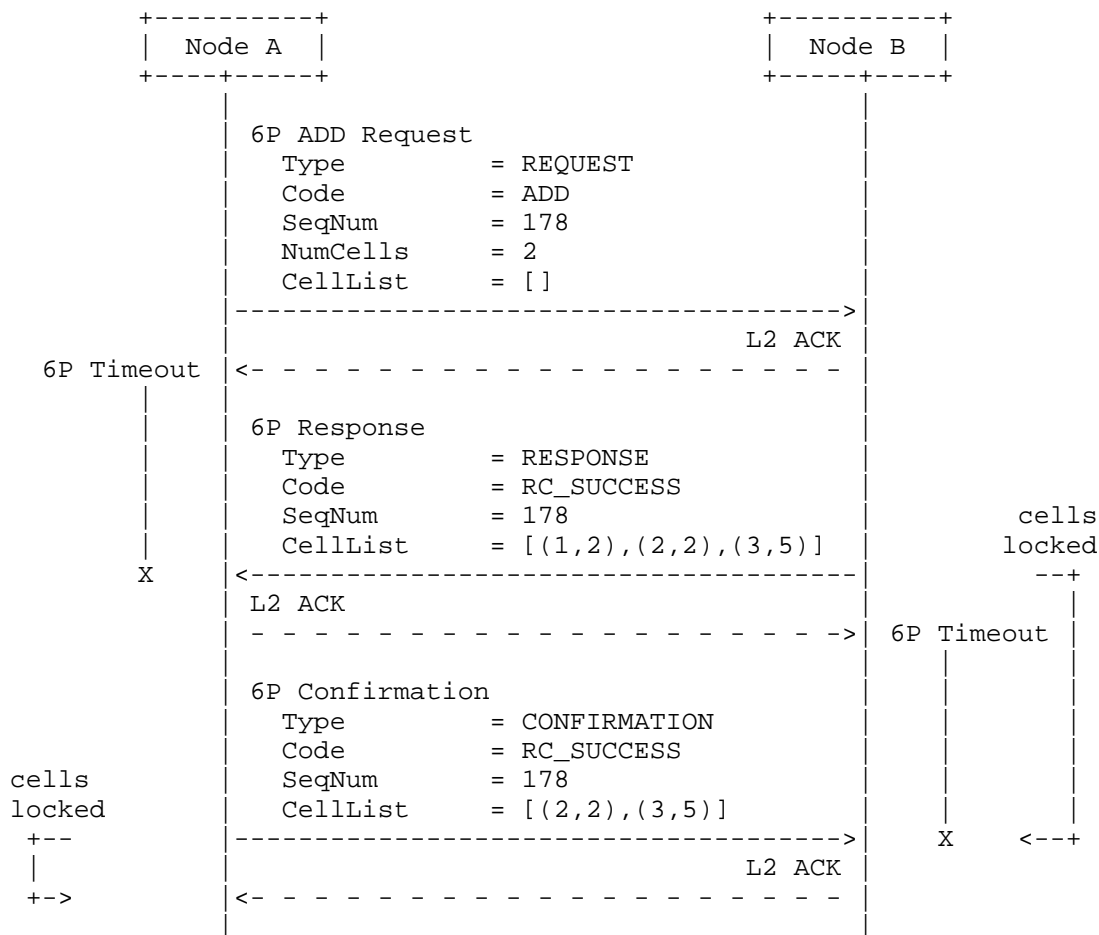 Node A Node B
6P ADD Request
Type = REQUEST
Code = ADD
SeqNum = 178
NumCells = 2
CellList = []
L2 ACK
6P Timeout
6P Response
Type = RESPONSE
Code = RC_SUCCESS
SeqNum = 178 cells
CellList = [(1,2),(2,2),(3,5)] locked
X
L2 ACK
6P Timeout
6P Confirmation
Type = CONFIRMATION
Code = RC_SUCCESS
cells SeqNum = 178
locked CellList = [(2,2),(3,5)]
X
L2 ACK